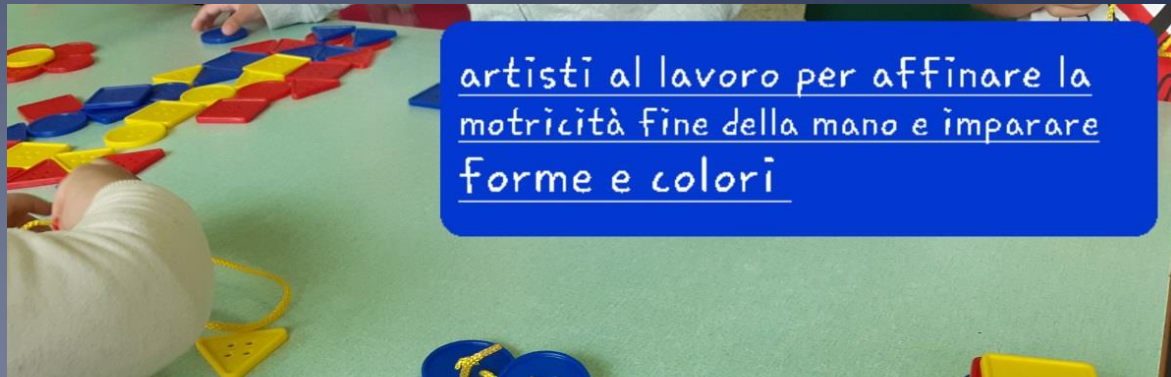 artisti al lavoro per affinare la
motricità fine della mano e imparare
forme e colori